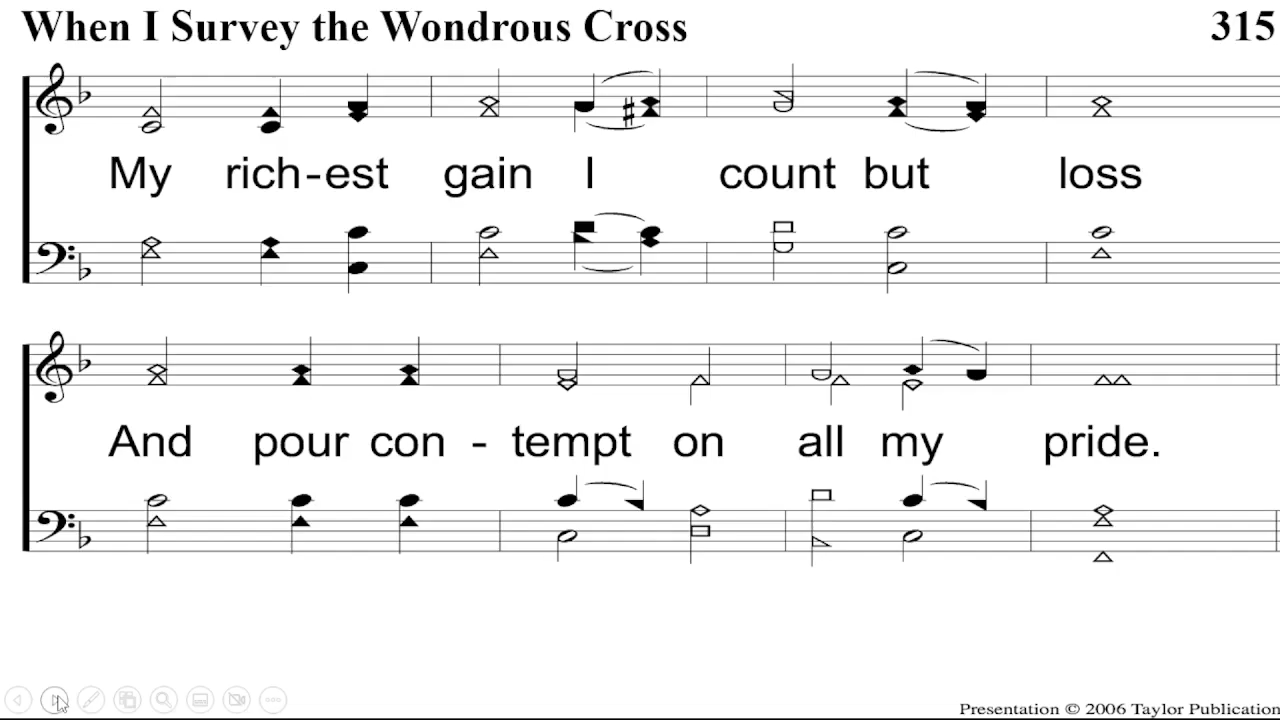 When I Survey the Wondrous Cross 315
My rich-est gain I count but loss
And pour con - tempt on all my pride.
Presentation © 2006 Taylor Publication